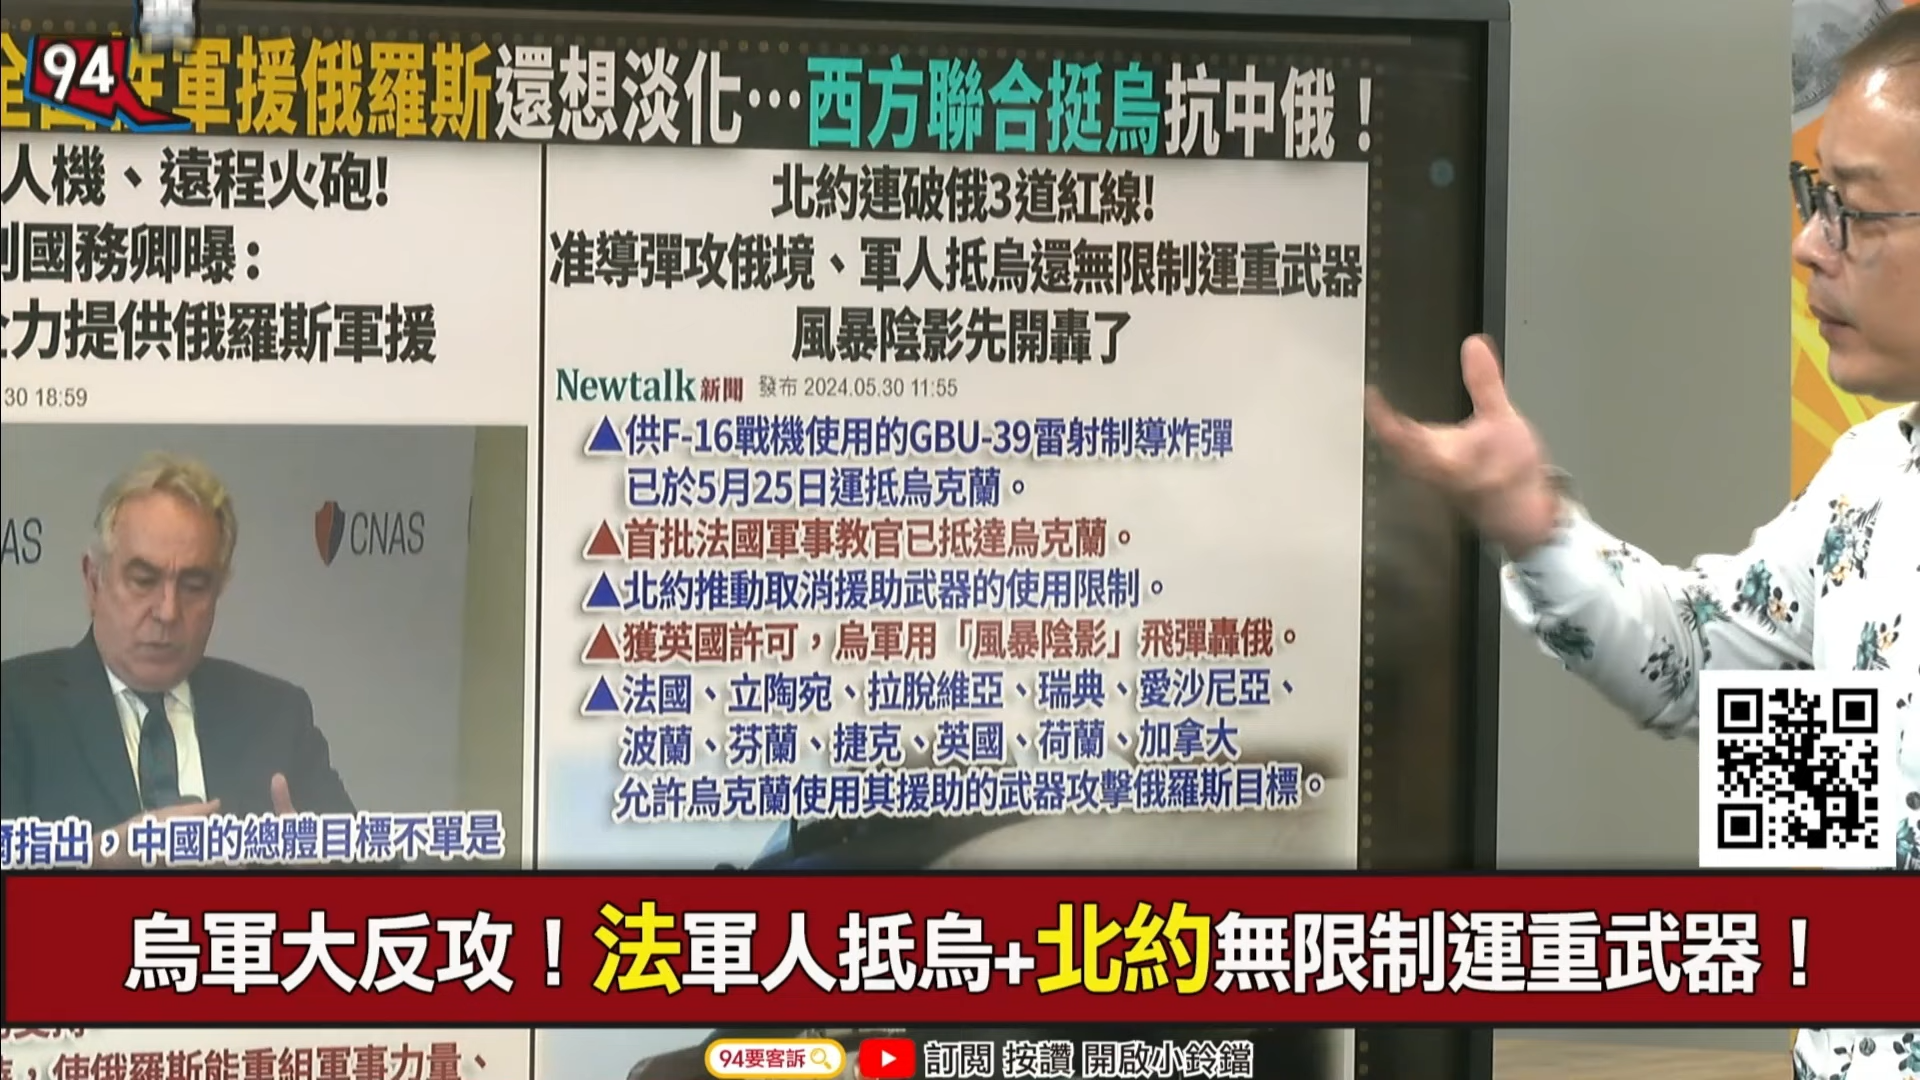 94
軍援俄羅斯還想淡化…西方聯合挺烏抗中俄！
人機、遠程火砲!
國務卿曝：
力提供俄羅斯軍援
30 18:59
AS
CNAS
指出，中國的總體目標不單是
北約連破俄3道紅線!
准導彈攻俄境、軍人抵烏還無限制運重武器
風暴陰影先開轟了
Newtalk新聞 發布 2024.05.30 11:55
▲供F-16戰機使用的GBU-39雷射制導炸彈
已於5月25日運抵烏克蘭。
▲首批法國軍事教官已抵達烏克蘭。
▲北約推動取消援助武器的使用限制。
▲獲英國許可，烏軍用「風暴陰影」飛彈轟俄。
▲法國、立陶宛、拉脫維亞、瑞典、愛沙尼亞、
波蘭、芬蘭、捷克、英國、荷蘭、加拿大
允許烏克蘭使用其援助的武器攻擊俄羅斯目標。
烏軍大反攻！法軍人抵烏+北約無限制運重武器！
，使俄羅斯能重組軍事力量、
94要客訴 訂閱 按讚 開啟小鈴鐺